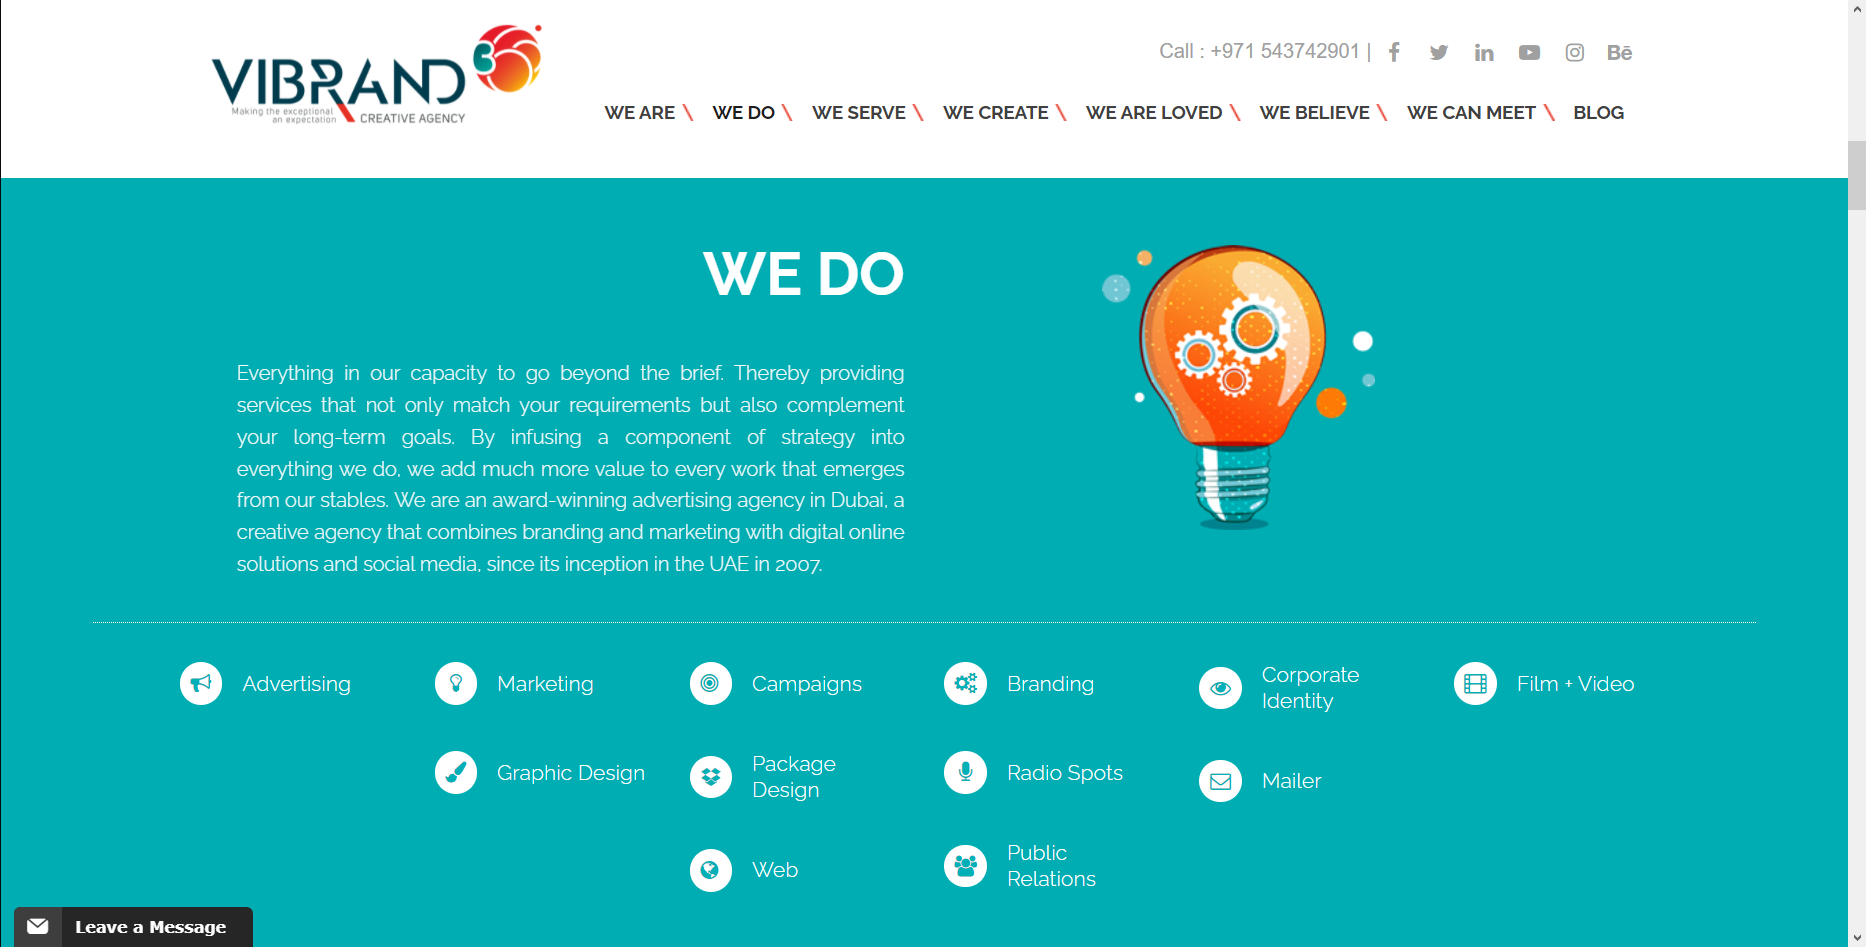 VIBRAND
Making the exceptional
an expectation
CREATIVE AGENCY
Call : +971 543742901 |
Bē
WE ARE \ WE DO \ WE SERVE \ WE CREATE \ WE ARE LOVED \ WE BELIEVE \ WE CAN MEET \ BLOG
WE DO
Everything in our capacity to go beyond the brief. Thereby providing
services that not only match your requirements but also complement
your long-term goals. By infusing a component of strategy into
everything we do, we add much more value to every work that emerges
from our stables. We are an award-winning advertising agency in Dubai, a
creative agency that combines branding and marketing with digital online
solutions and social media, since its inception in the UAE in 2007.
Advertising
Marketing
Campaigns
Branding
Corporate
Identity
Film + Video
Graphic Design
Package
Design
Radio Spots
Mailer
Web
Public
Relations
Leave a Message